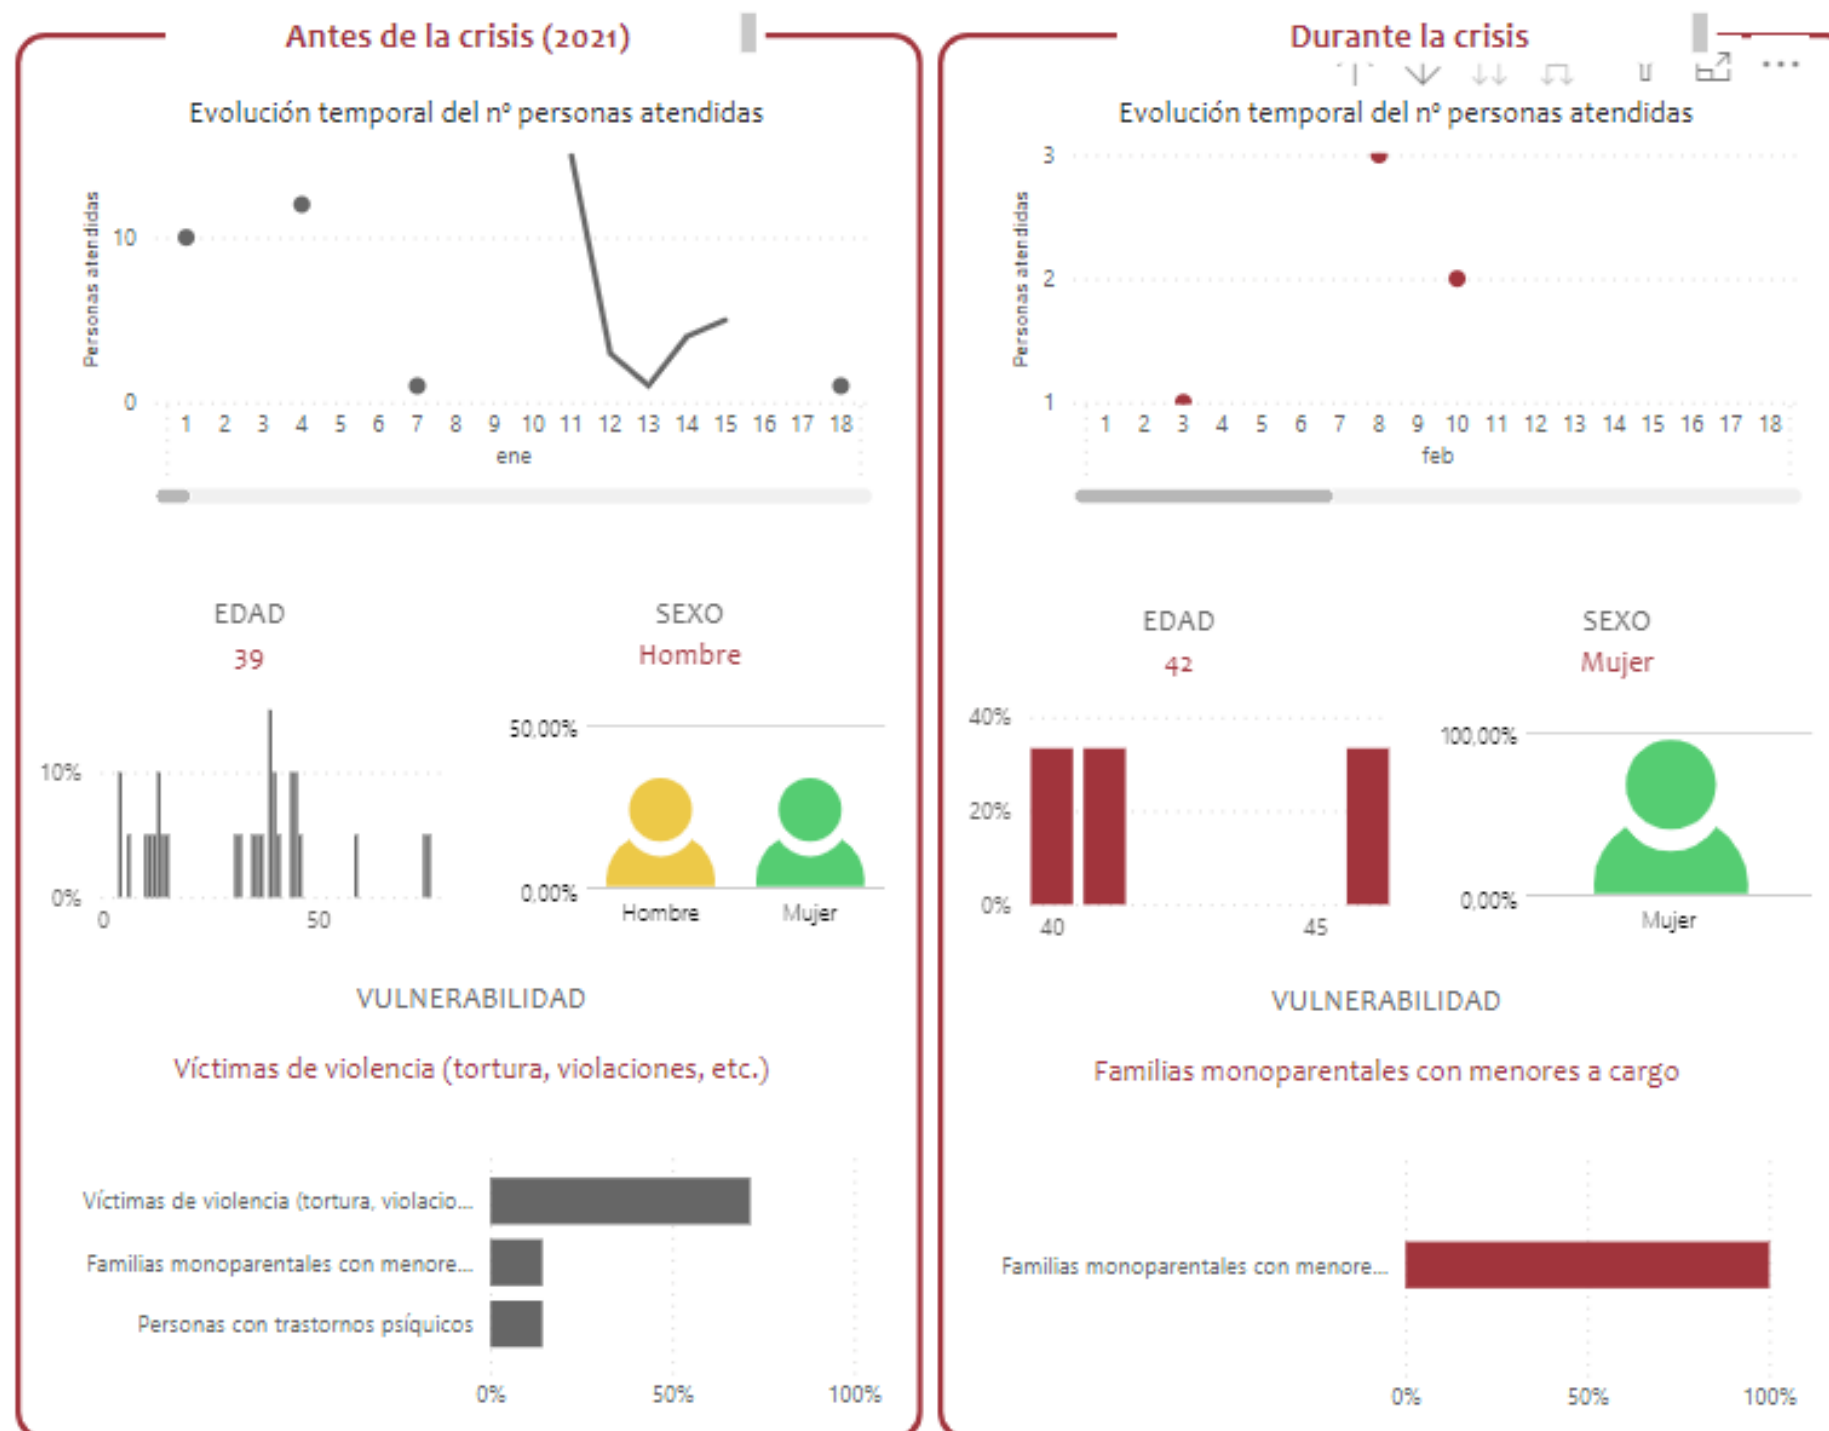 Antes de la crisis (2021)
Evolución temporal del nº personas atendidas
Personas atendidas
10
0
1 2 3 4 5 6 7 8 9 10 11 12 13 14 15 16 17 18
ene
EDAD
39
10%
0%
0 50
SEXO
Hombre
50,00%
0,00%
Hombre Mujer
VULNERABILIDAD
Víctimas de violencia (tortura, violaciones, etc.)
Víctimas de violencia (tortura, violacio...
Familias monoparentales con menore...
Personas con trastornos psíquicos
0% 50% 100%
Durante la crisis
Evolución temporal del nº personas atendidas
Personas atendidas
3
2
1
1 2 3 4 5 6 7 8 9 10 11 12 13 14 15 16 17 18
feb
EDAD
42
40%
20%
0%
40 45
SEXO
Mujer
100,00%
0,00%
Mujer
VULNERABILIDAD
Familias monoparentales con menores a cargo
Familias monoparentales con menore...
0% 50% 100%